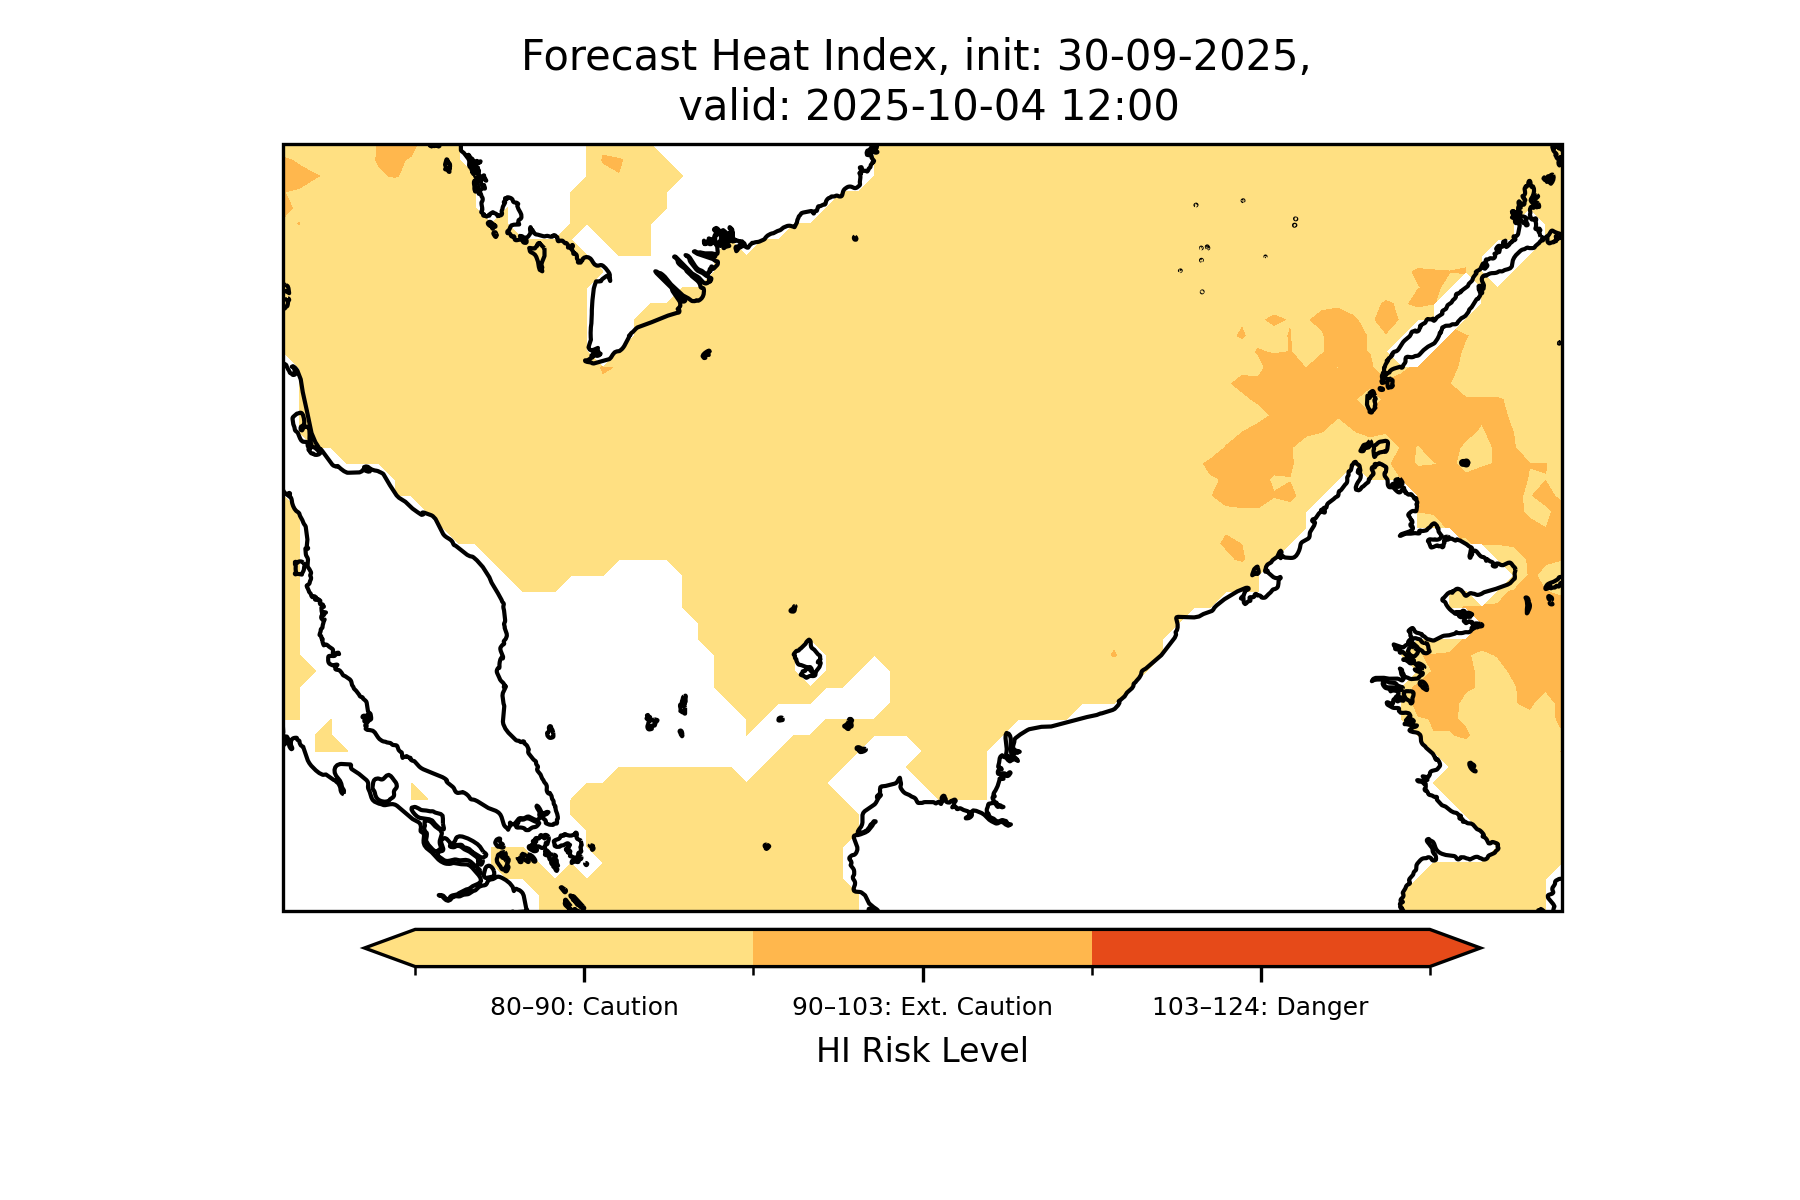 Forecast Heat Index, init: 30-09-2025,
valid: 2025-10-04 12:00
80–90: Caution
90–103: Ext. Caution
103–124: Danger
HI Risk Level